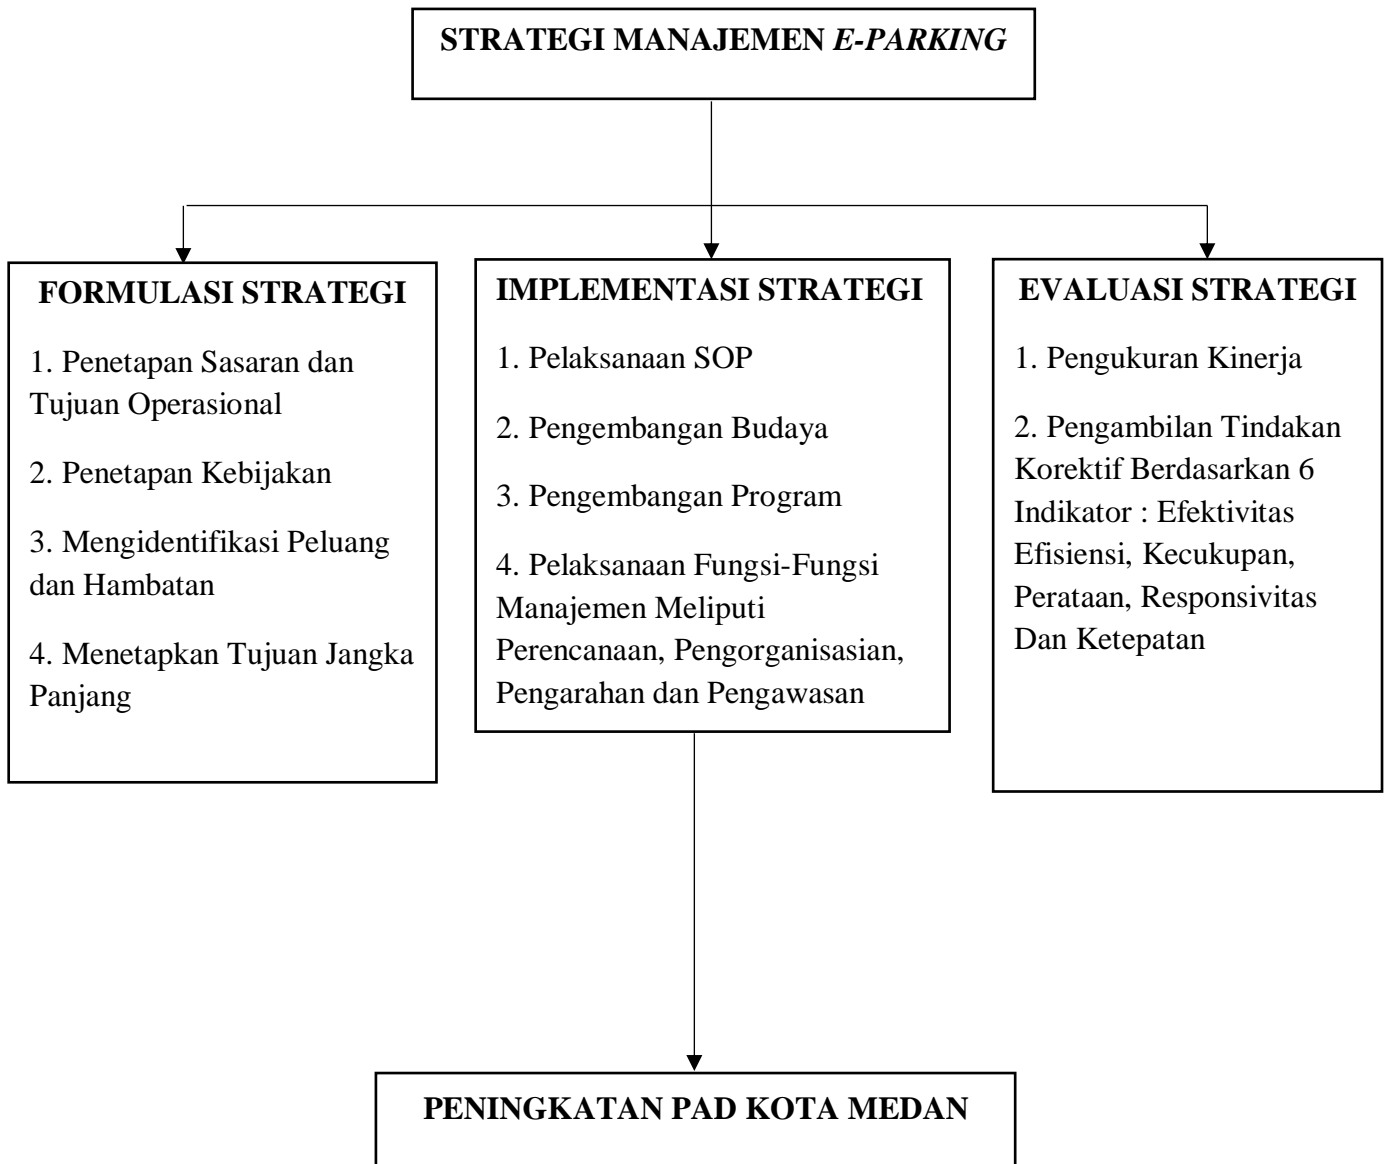 STRATEGI MANAJEMEN E-PARKING
FORMULASI STRATEGI
1. Penetapan Sasaran dan
Tujuan Operasional
2. Penetapan Kebijakan
3. Mengidentifikasi Peluang
dan Hambatan
4. Menetapkan Tujuan Jangka
Panjang
IMPLEMENTASI STRATEGI
1. Pelaksanaan SOP
2. Pengembangan Budaya
3. Pengembangan Program
4. Pelaksanaan Fungsi-Fungsi
Manajemen Meliputi
Perencanaan, Pengorganisasian,
Pengarahan dan Pengawasan
EVALUASI STRATEGI
1. Pengukuran Kinerja
2. Pengambilan Tindakan
Korektif Berdasarkan 6
Indikator : Efektivitas
Efisiensi, Kecukupan,
Perataan, Responsivitas
Dan Ketepatan
PENINGKATAN PAD KOTA MEDAN